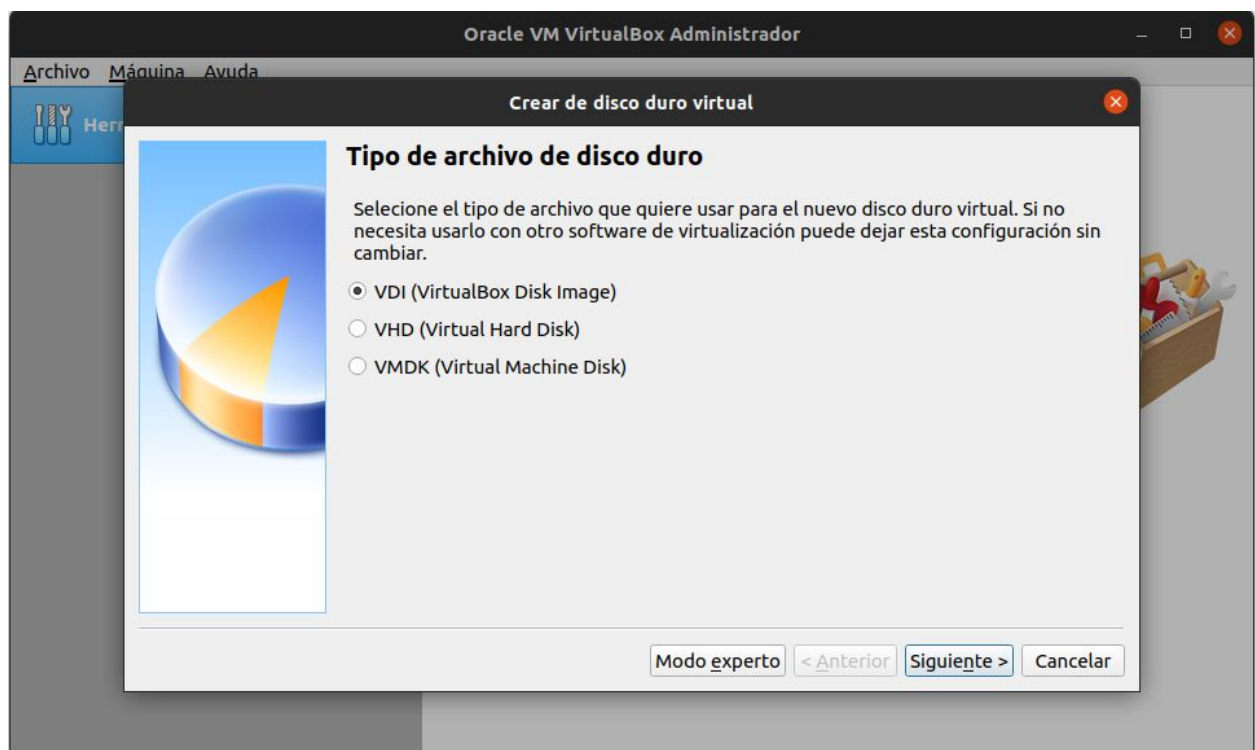 Oracle VM VirtualBox Administrador
Archivo Máquina Ayuda
Herr
Crear de disco duro virtual
Tipo de archivo de disco duro
Selecione el tipo de archivo que quiere usar para el nuevo disco duro virtual. Si no
necesita usarlo con otro software de virtualización puede dejar esta configuración sin
cambiar.
VDI (VirtualBox Disk Image)
VHD (Virtual Hard Disk)
VMDK (Virtual Machine Disk)
Modo experto < Anterior Siguiente > Cancelar